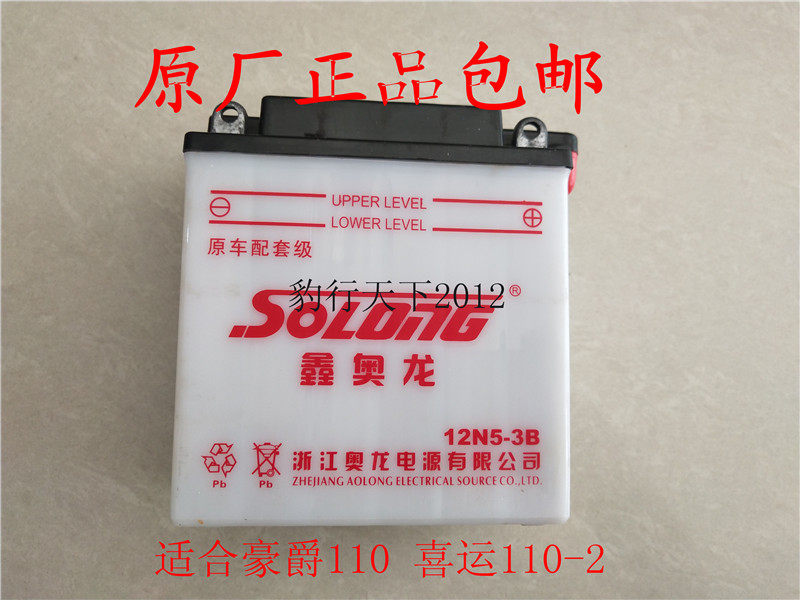 原厂正品包邮
UPPER LEVEL
LOWER LEVEL
原车配套级
豹行天下2012
SOLONG®
鑫奥龙
12N5-3B
Pb
Pb
浙江奥龙电源有限公司
ZHEJIANG AOLONG ELECTRICAL SOURCE CO.,LTD.
适合豪爵110 喜运110-2